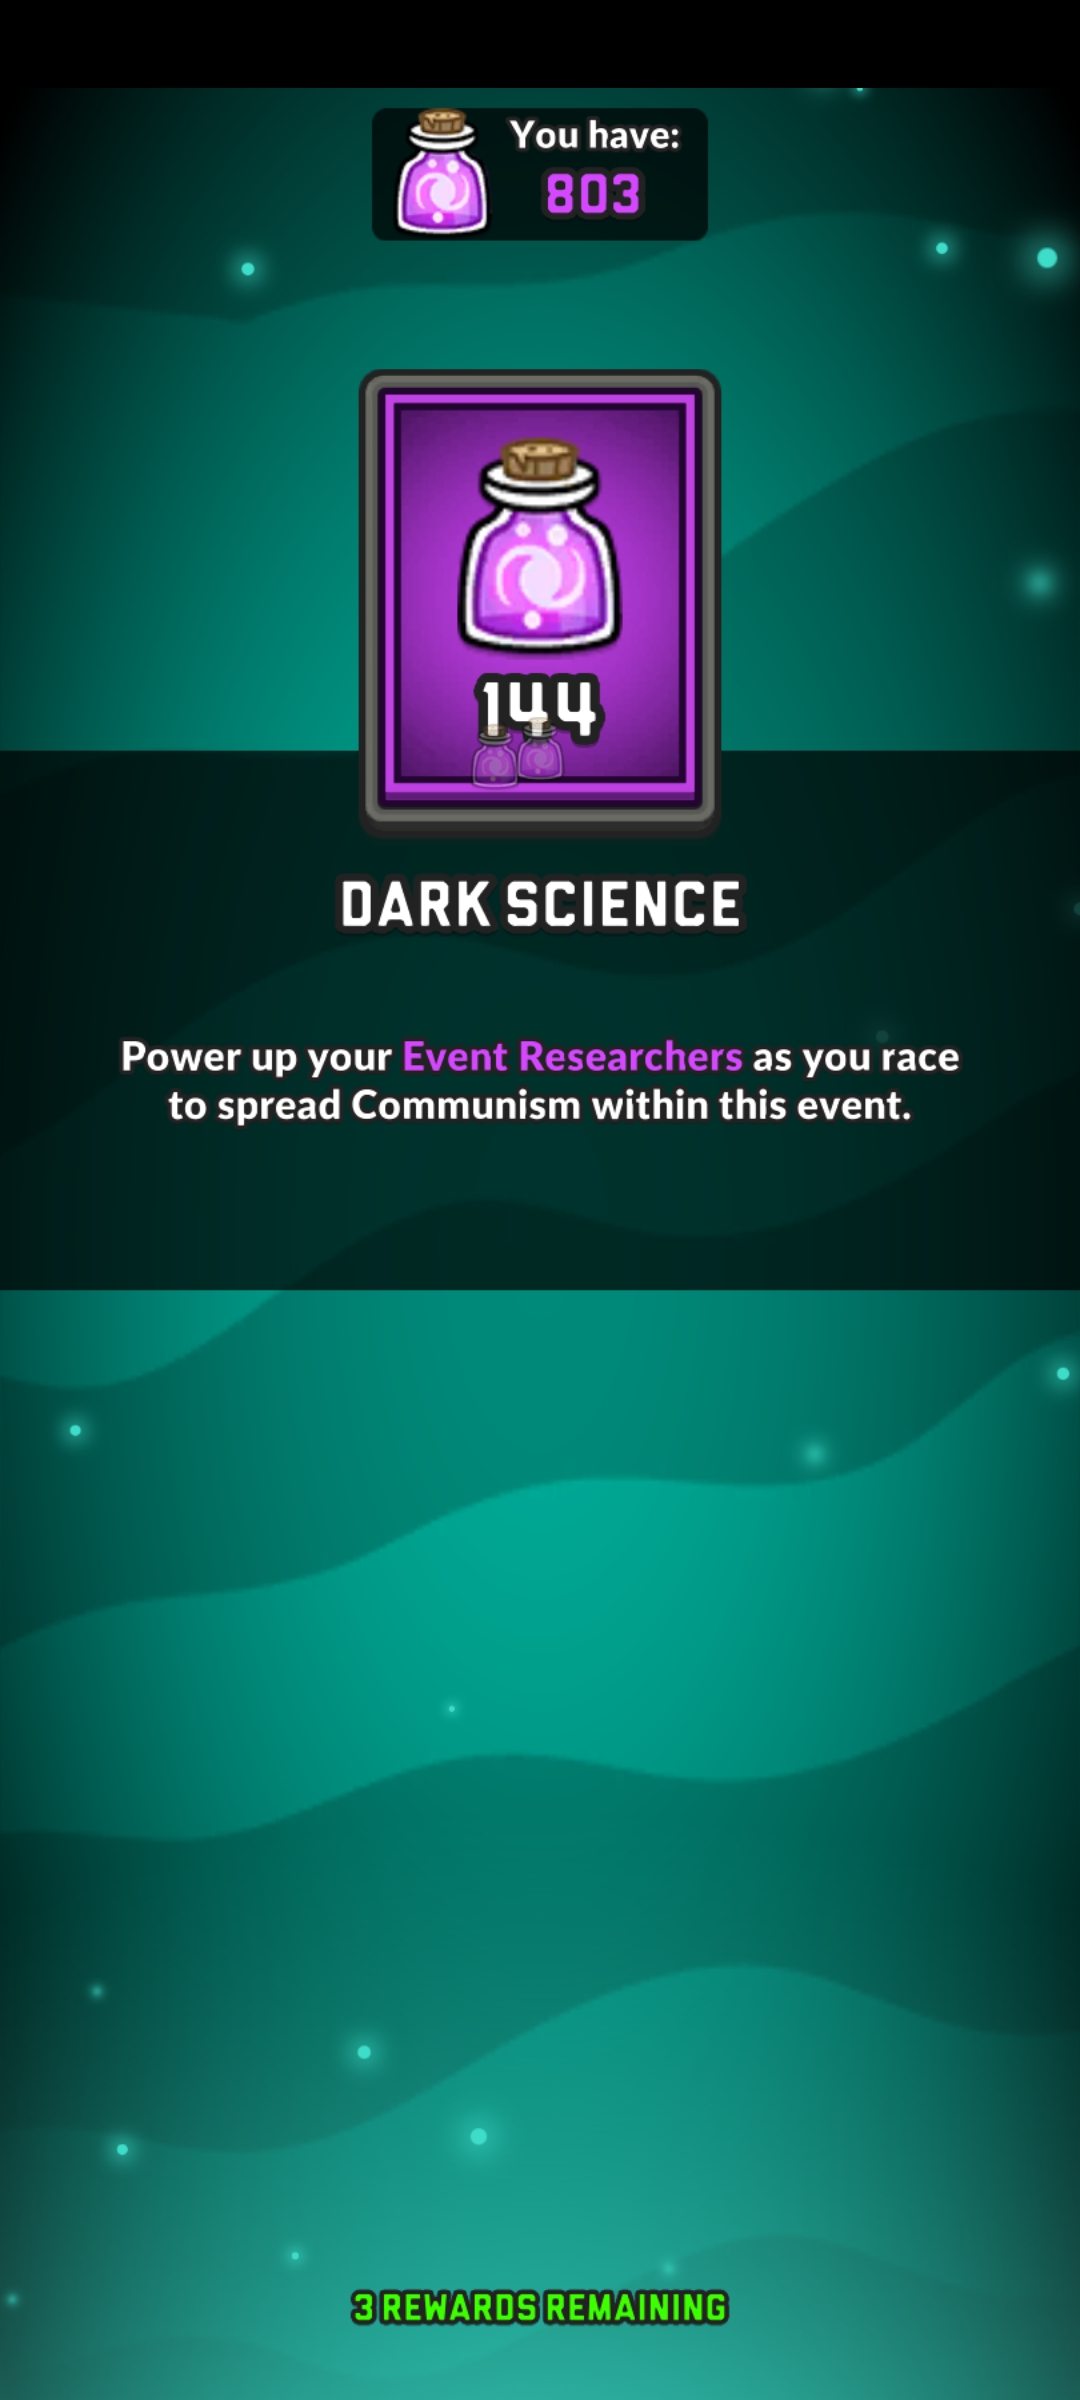 You have:
803
144
DARK SCIENCE
Power up your Event Researchers as you race
to spread Communism within this event.
3 REWARDS REMAINING